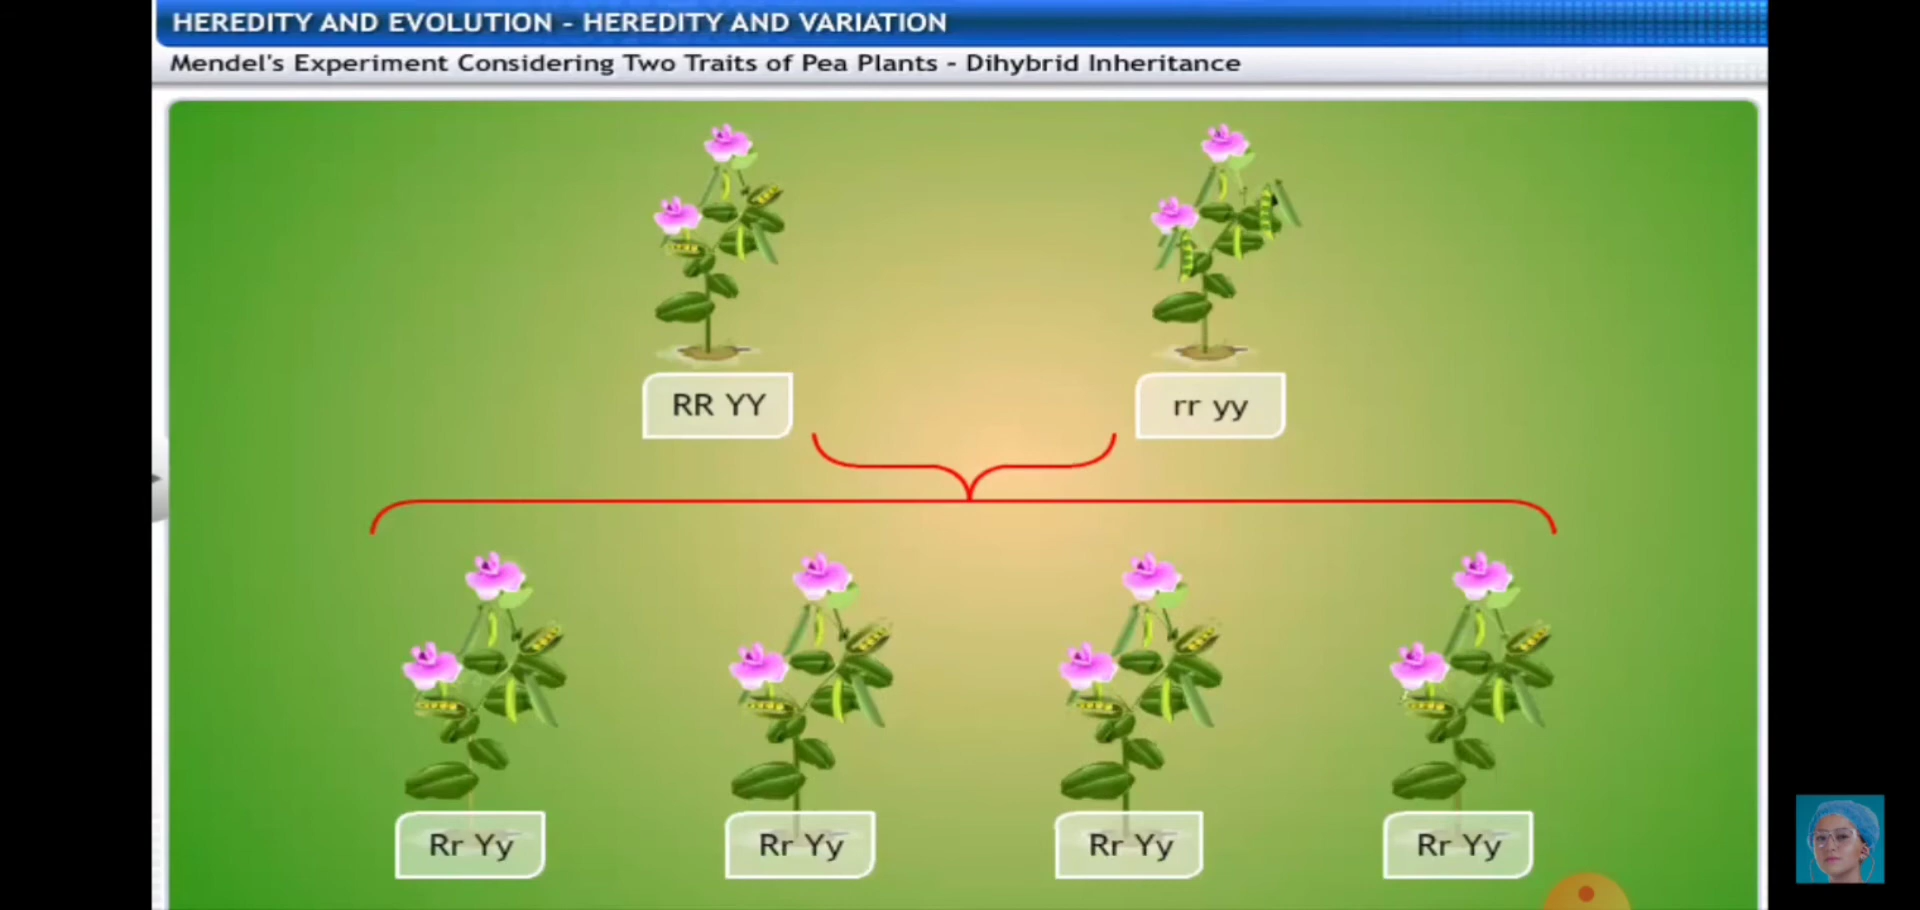 HEREDITY AND EVOLUTION - HEREDITY AND VARIATION
Mendel's Experiment Considering Two Traits of Pea Plants - Dihybrid Inheritance
RR YY
rr yy
Rr Yy
Rr Yy
Rr Yy
Rr Yy